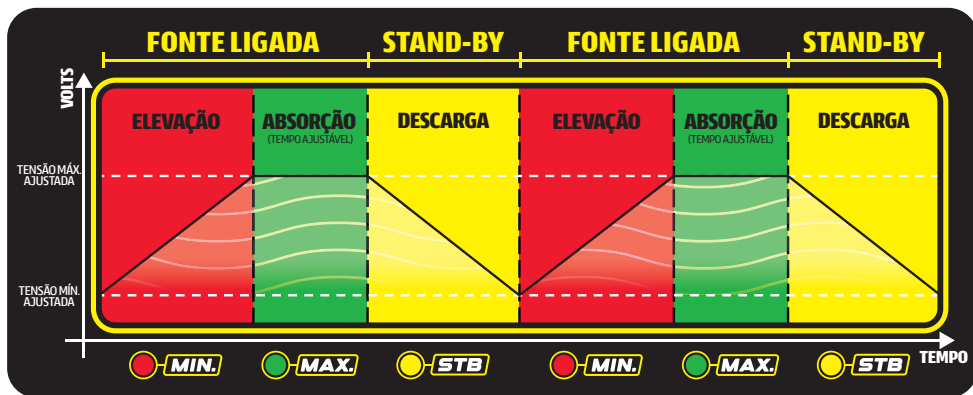 FONTE LIGADA
STAND-BY
FONTE LIGADA
STAND-BY
VOLTS
ELEVAÇÃO
ABSORÇÃO
(TEMPO AJUSTÁVEL)
DESCARGA
ELEVAÇÃO
ABSORÇÃO
(TEMPO AJUSTÁVEL)
DESCARGA
TENSÃO MÁX.
AJUSTADA
TENSÃO MÍN.
AJUSTADA
TEMPO
MIN.
MAX.
STB
MIN.
MAX.
STB